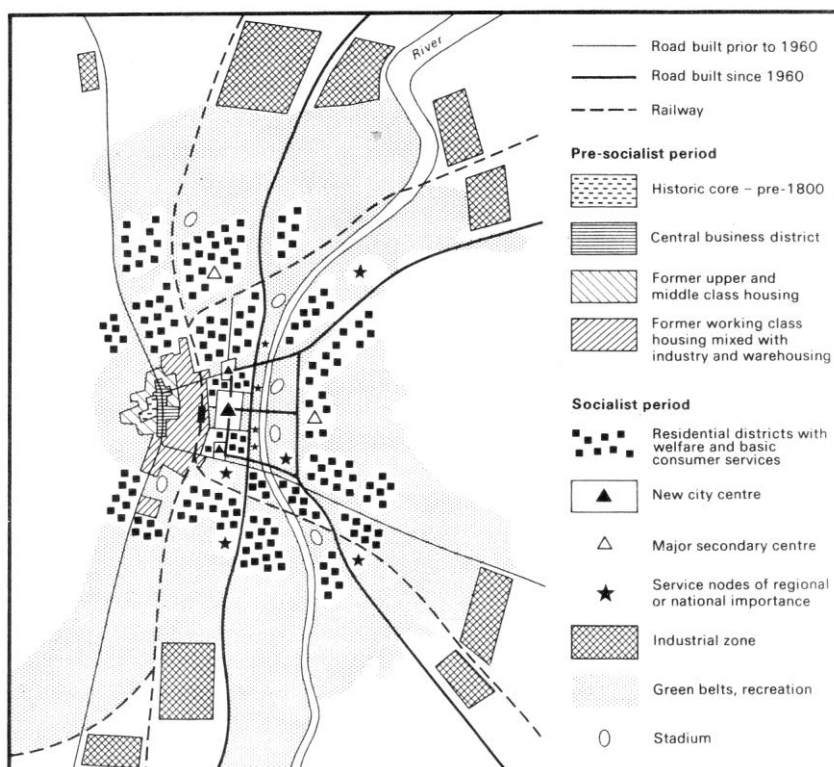 River
Road built prior to 1960
Road built since 1960
Railway
Pre-socialist period
Historic core – pre-1800
Central business district
Former upper and
middle class housing
Former working class
housing mixed with
industry and warehousing
Socialist period
Residential districts with
welfare and basic
consumer services
New city centre
Major secondary centre
Service nodes of regional
or national importance
Industrial zone
Green belts, recreation
Stadium